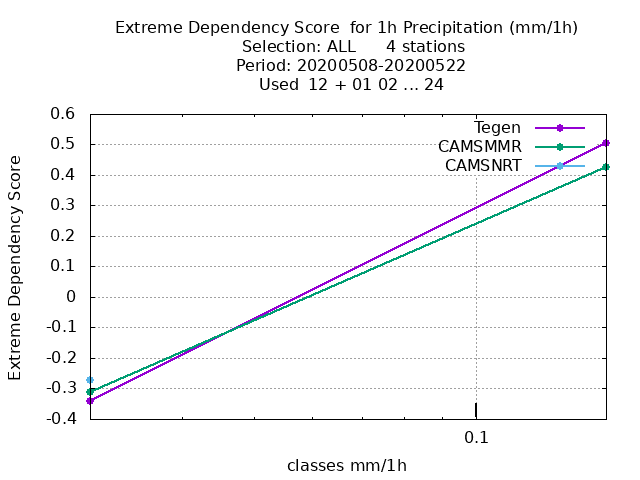 Extreme Dependency Score  for 1h Precipitation (mm/1h)
Selection: ALL      4 stations
Period: 20200508-20200522
Used  12 + 01 02 ... 24
Extreme Dependency Score
0.6
0.5
0.4
0.3
0.2
0.1
0
-0.1
-0.2
-0.3
-0.4
Tegen
CAMSMMR
CAMSNRT
0.1
classes mm/1h